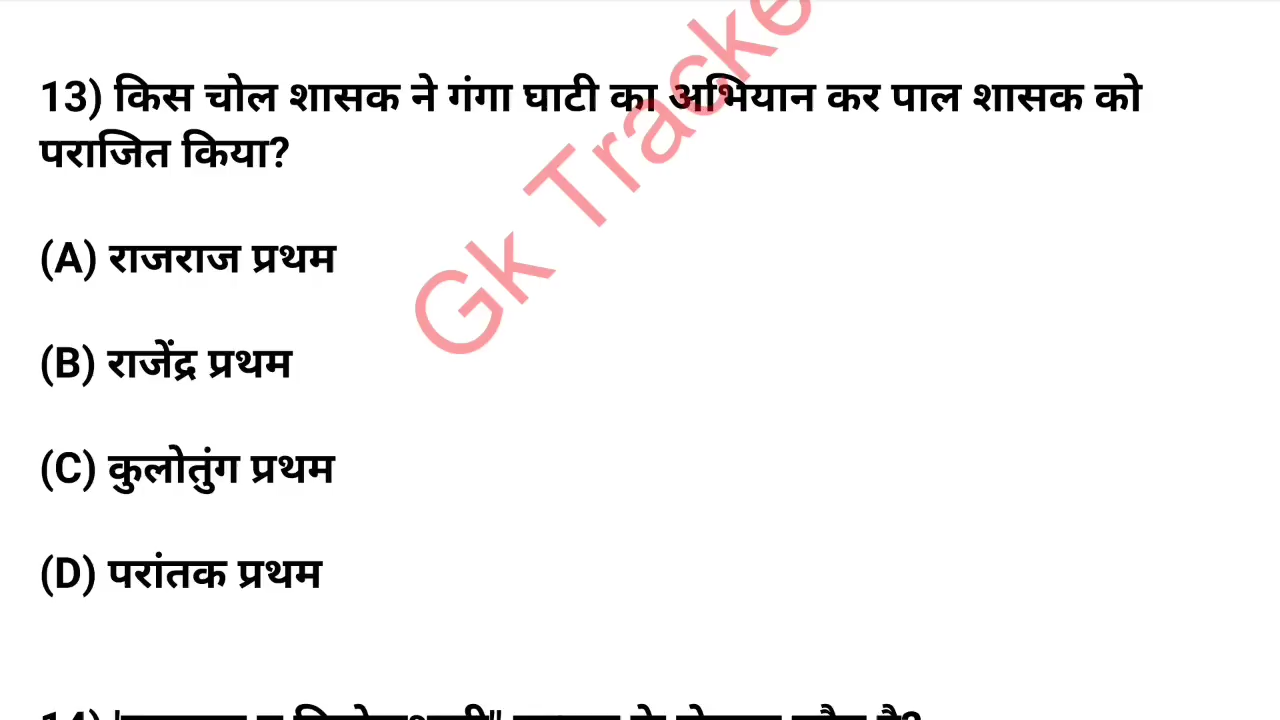 13) किस चोल शासक ने गंगा घाटी का अभियान कर पाल शासक को
पराजित किया?
Gk Tracke
(A) राजराज प्रथम
(B) राजेंद्र प्रथम
(C) कुलोतुंग प्रथम
(D) परांतक प्रथम